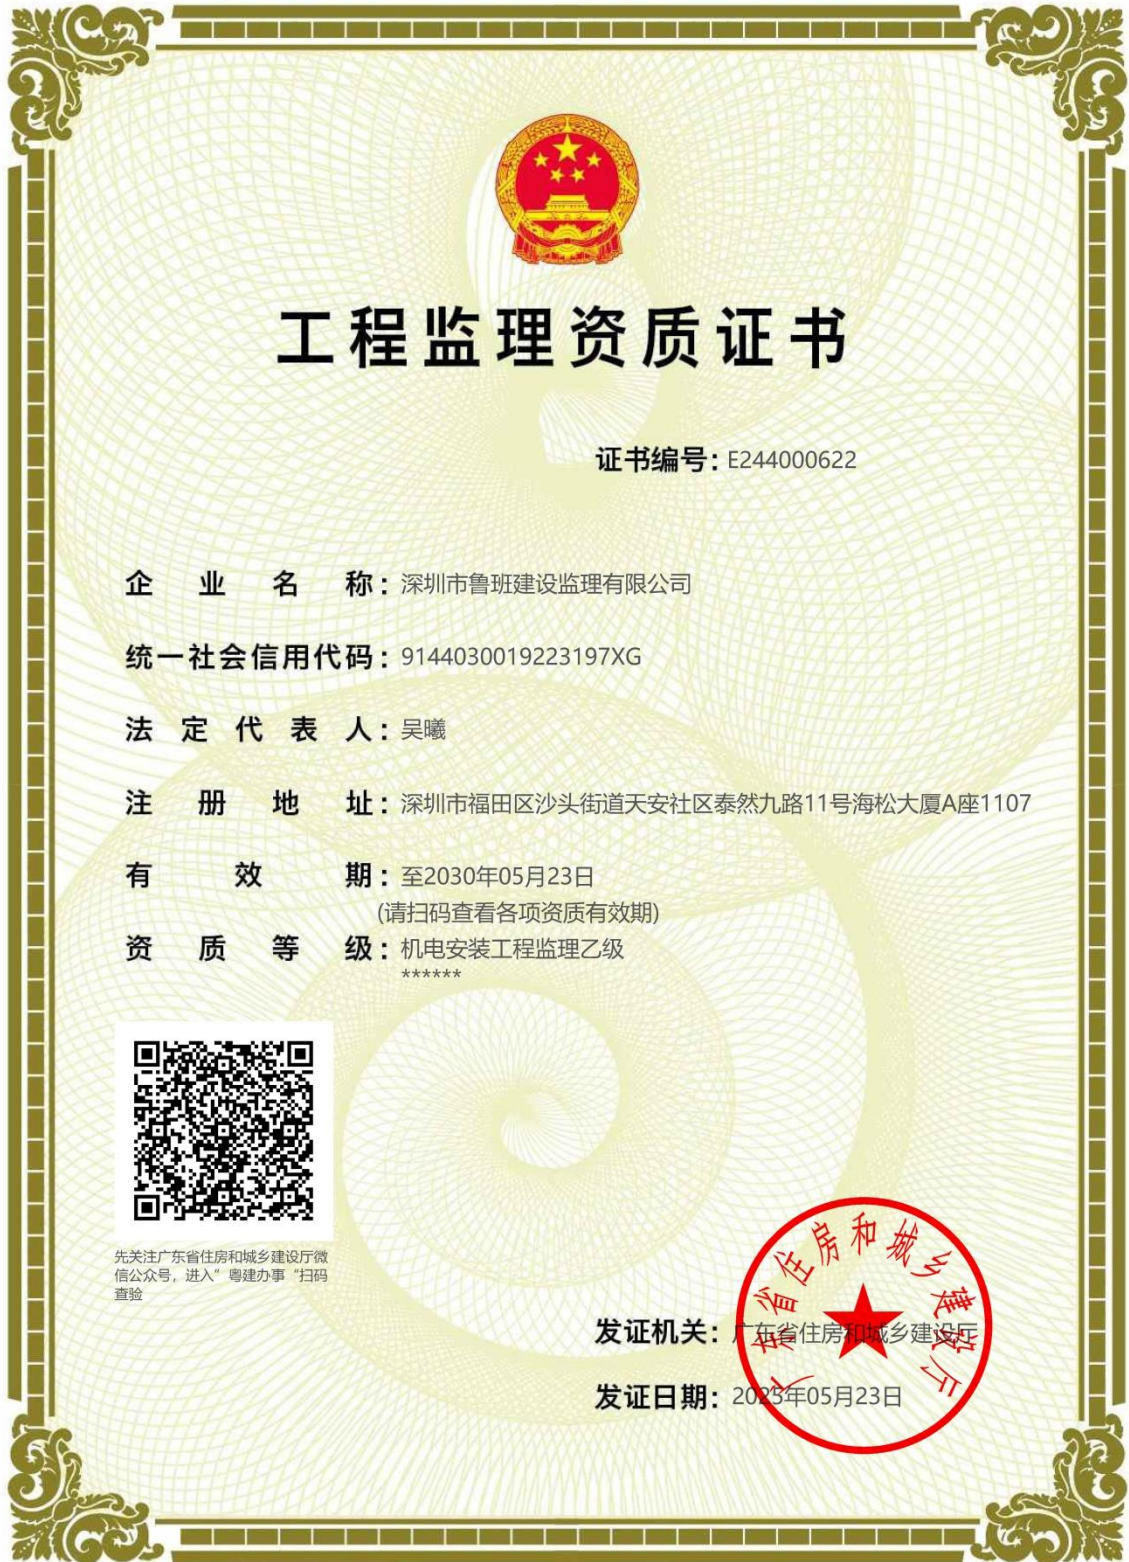 工程监理资质证书
证书编号：E244000622
企业名称：深圳市鲁班建设监理有限公司
统一社会信用代码：9144030019223197XG
法定代表人：吴曦
注册地址：深圳市福田区沙头街道天安社区泰然九路11号海松大厦A座1107
有效期：至2030年05月23日
(请扫码查看各项资质有效期)
资质等级：机电安装工程监理乙级
******
先关注广东省住房和城乡建设厅微
信公众号，进入”粤建办事“扫码
查验
发证机关：广东省住房和城乡建设厅
发证日期：2025年05月23日
广东省住房和城乡建设厅